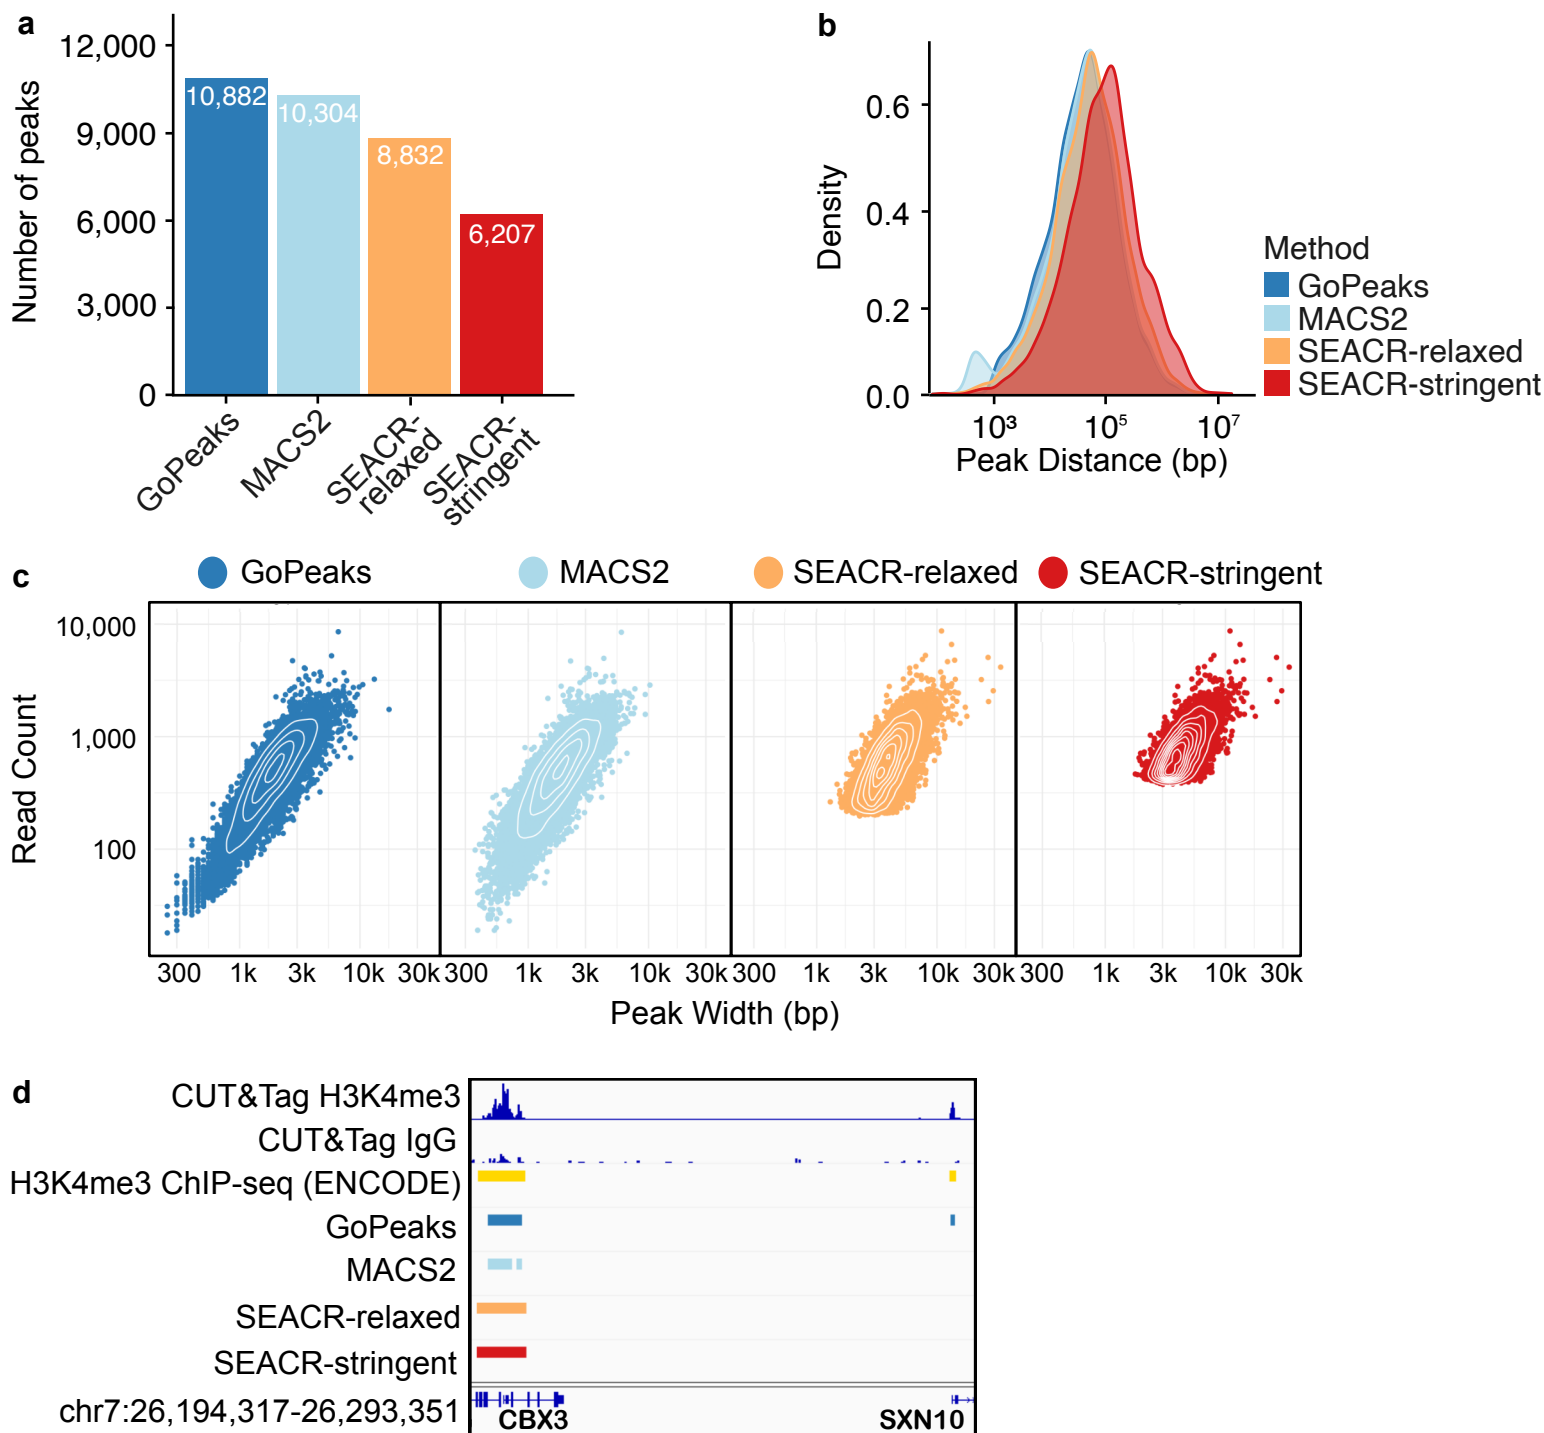 a
Number of peaks
12,000
9,000
6,000
3,000
0
10,882
10,304
8,832
6,207
GoPeaks
MACS2
SEACR-
relaxed
SEACR-
stringent
b
Density
0.6
0.4
0.2
0.0
10³
10⁵
10⁷
Peak Distance (bp)
Method
GoPeaks
MACS2
SEACR-relaxed
SEACR-stringent
c
GoPeaks
MACS2
SEACR-relaxed
SEACR-stringent
Read Count
10,000
1,000
100
300 1k 3k 10k 30k
300 1k 3k 10k 30k
300 1k 3k 10k 30k
300 1k 3k 10k 30k
Peak Width (bp)
d
CUT&Tag H3K4me3
CUT&Tag IgG
H3K4me3 ChIP-seq (ENCODE)
GoPeaks
MACS2
SEACR-relaxed
SEACR-stringent
chr7:26,194,317-26,293,351
CBX3
SXN10